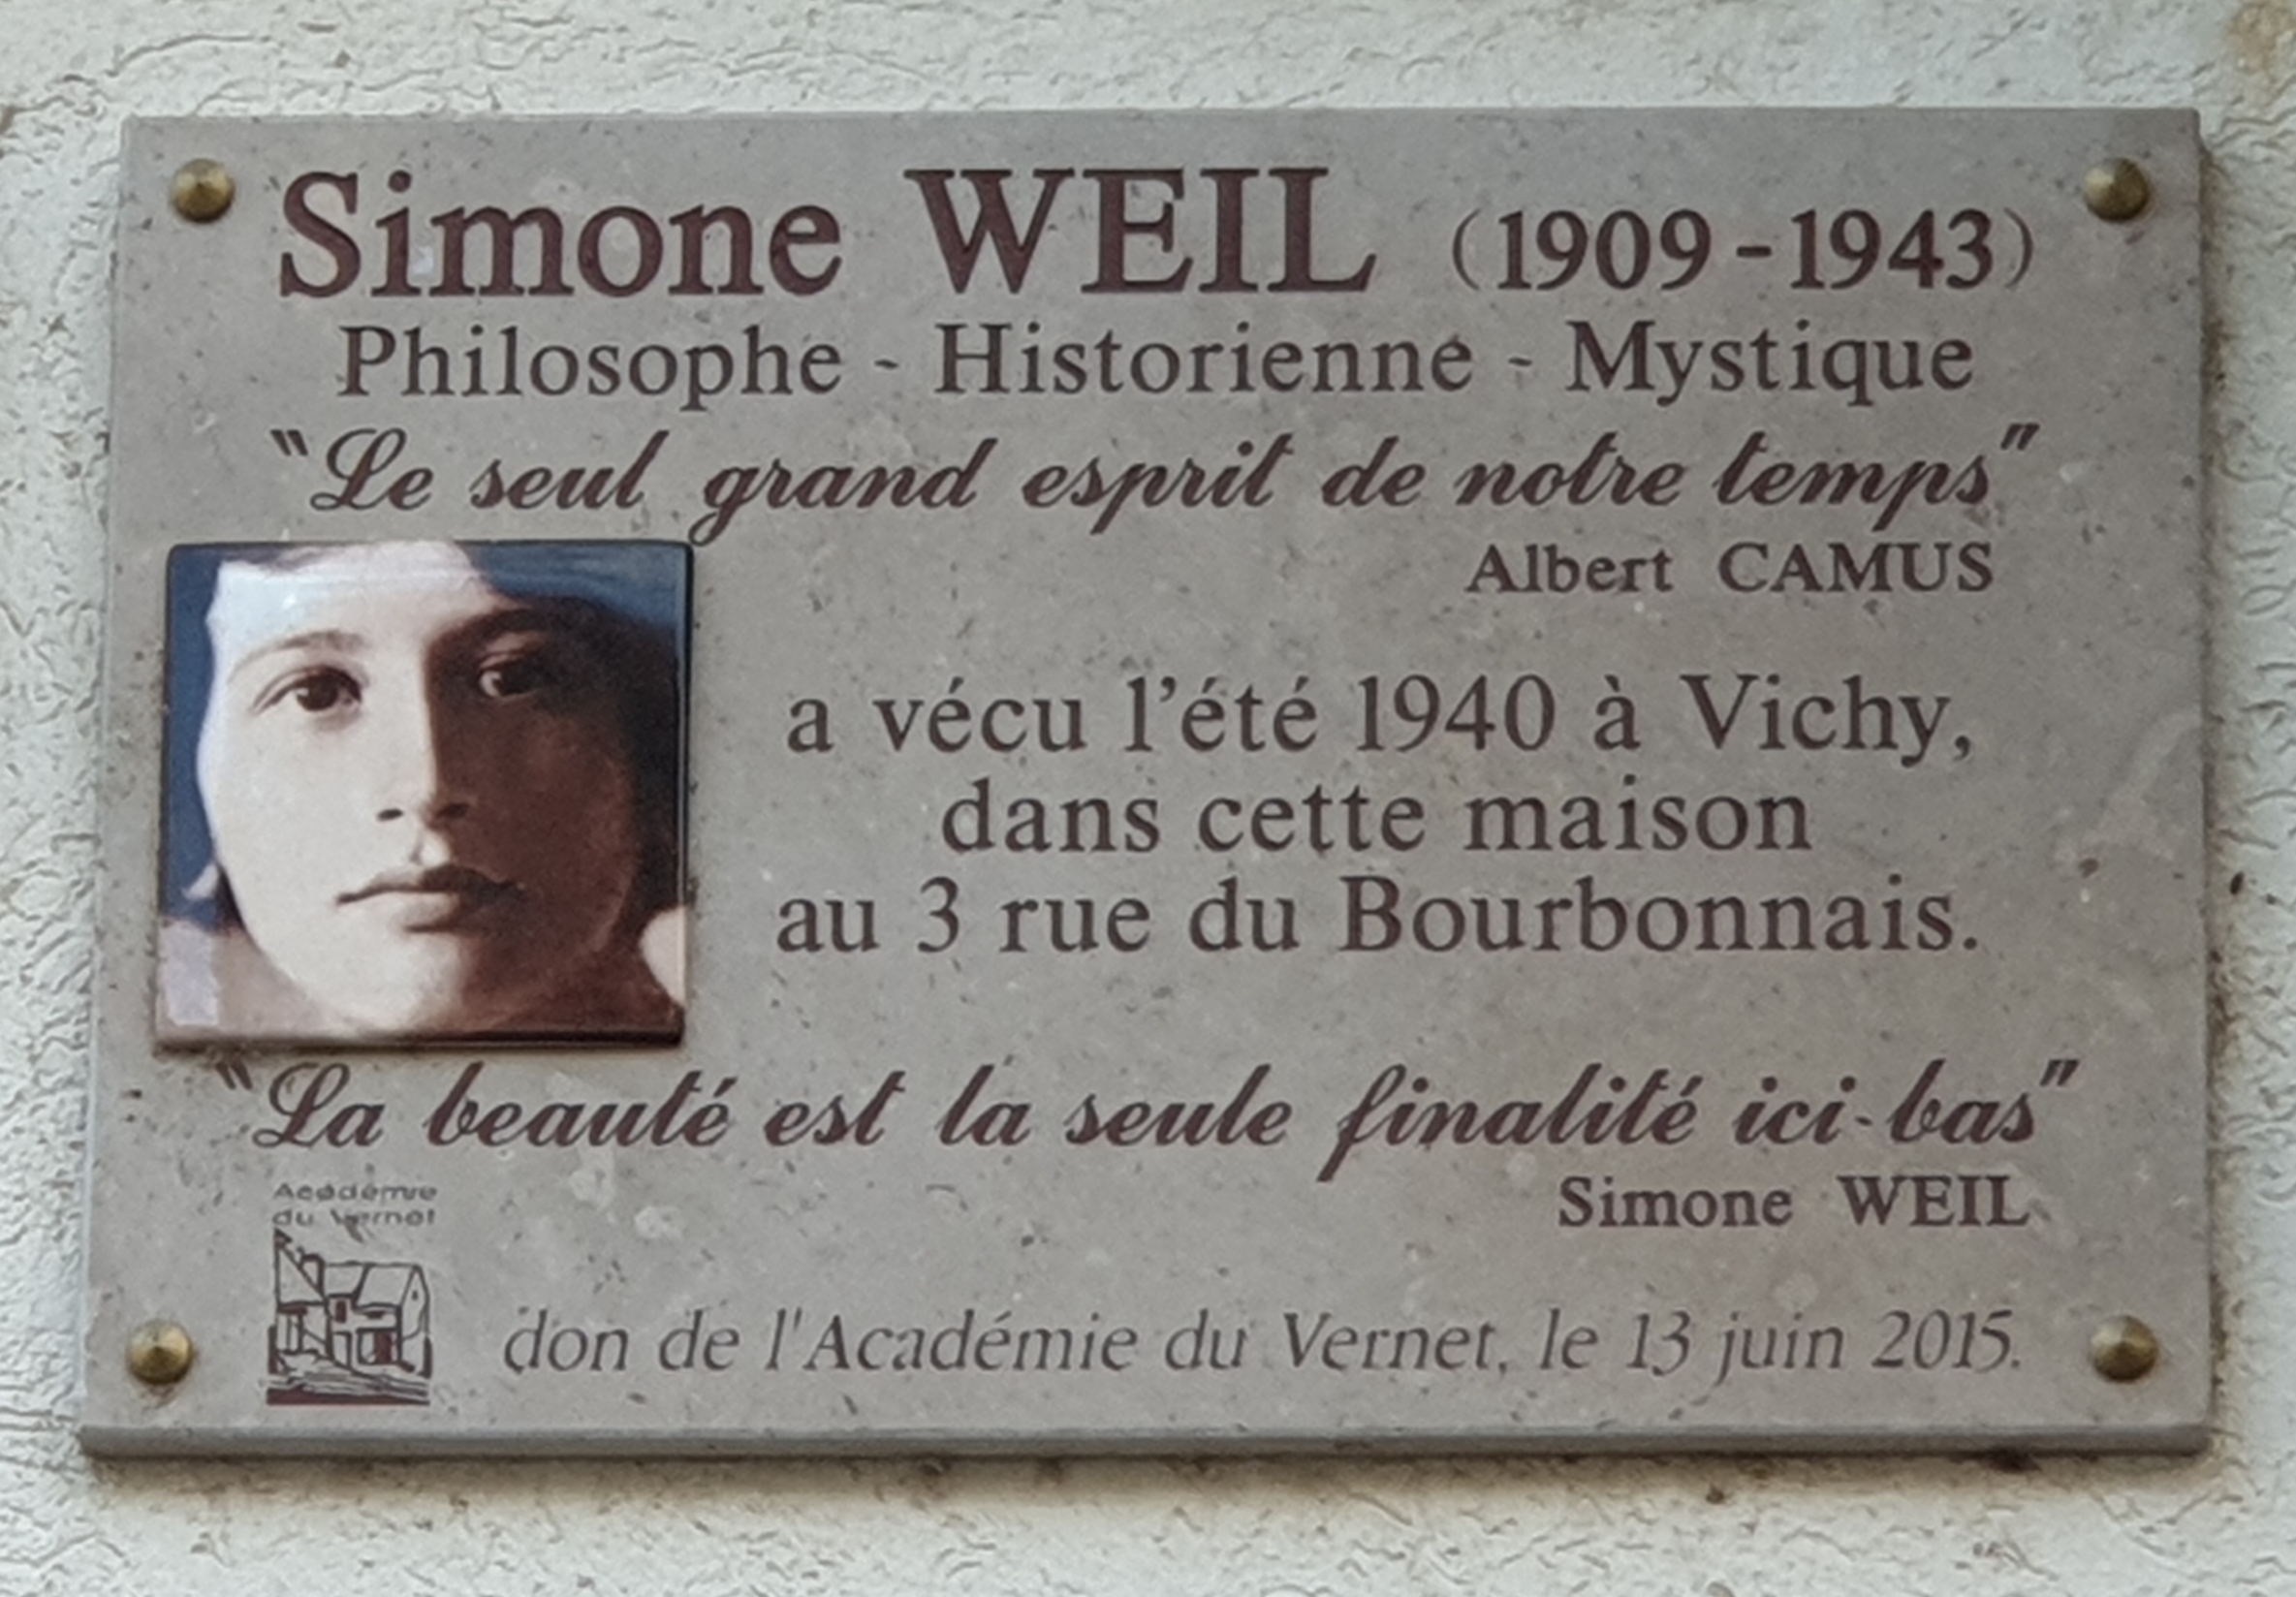 Simone WEIL (1909-1943)
Philosophe - Historienne - Mystique
"Le seul grand esprit de notre temps"
Albert CAMUS
a vécu l'été 1940 à Vichy,
dans cette maison
au 3 rue du Bourbonnais.
"La beauté est la seule finalité ici-bas"
Simone WEIL
Académie
du Vernet
don de l'Académie du Vernet, le 13 juin 2015.